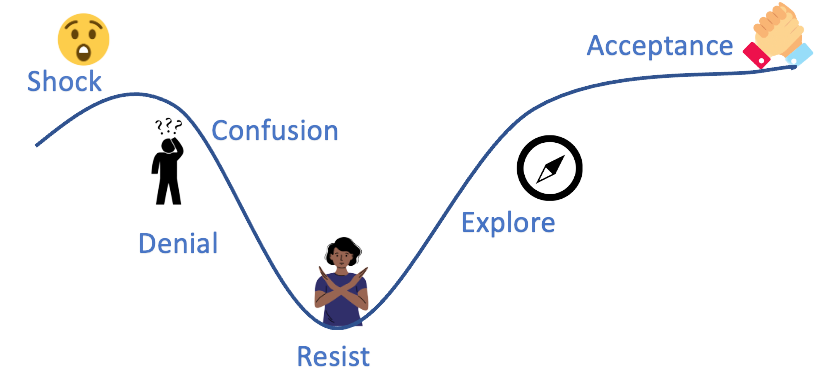 Shock
???
Confusion
Denial
Resist
Explore
Acceptance